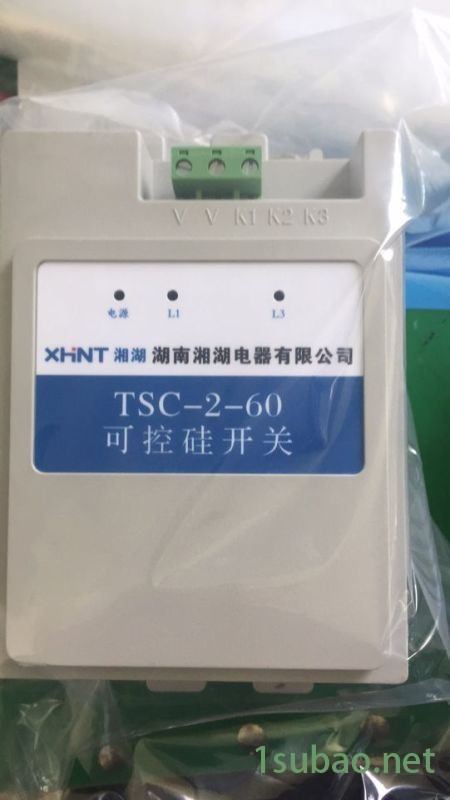 V V K1 K2 K3
电源 L1 L3
XHNT 湘湖 湖南湘湖电器有限公司
TSC-2-60
可控硅开关
1subao.net